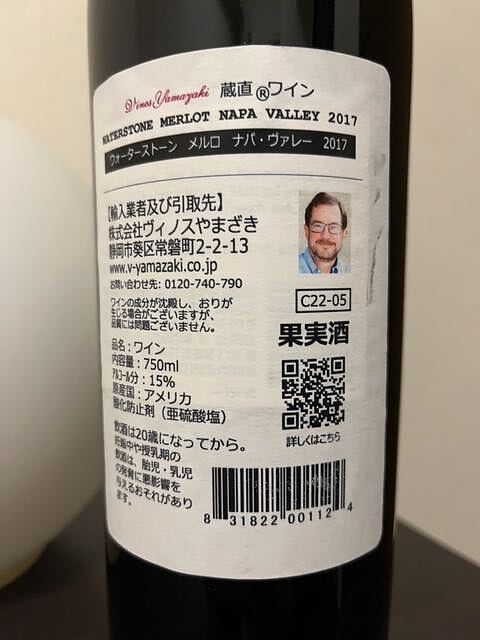 Vinos Yamazaki 蔵直®ワイン
WATERSTONE MERLOT NAPA VALLEY 2017
ウォーターストーン メルロ ナパ・ヴァレー 2017
【輸入業者及び引取先】
株式会社ヴィノスやまざき
静岡市葵区常磐町2-2-13
www.v-yamazaki.co.jp
お問い合わせ先: 0120-740-790
ワインの成分が沈殿し、おりが
生じる場合がございますが、
品質には問題ございません。
C22-05
果実酒
品名：ワイン
内容量：750ml
ｱﾙｺｰﾙ分：15%
原産国：アメリカ
酸化防止剤（亜硫酸塩）
詳しくはこちら
飲酒は20歳になってから。
妊娠中や授乳期の
飲酒は、胎児・乳児
の発育に悪影響を
与えるおそれがあり
ます。
8 31822 00112 4